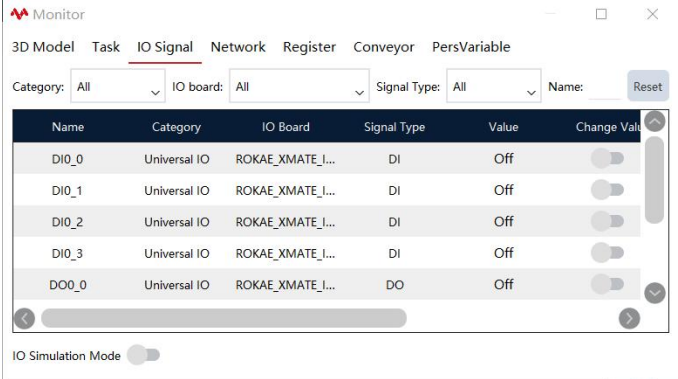 Monitor
3D Model Task IO Signal Network Register Conveyor PersVariable
Category: All IO board: All Signal Type: All Name: Reset
Name Category IO Board Signal Type Value Change Valu
DI0_0 Universal IO ROKAE_XMATE_I... DI Off
DI0_1 Universal IO ROKAE_XMATE_I... DI Off
DI0_2 Universal IO ROKAE_XMATE_I... DI Off
DI0_3 Universal IO ROKAE_XMATE_I... DI Off
DO0_0 Universal IO ROKAE_XMATE_I... DO Off
IO Simulation Mode